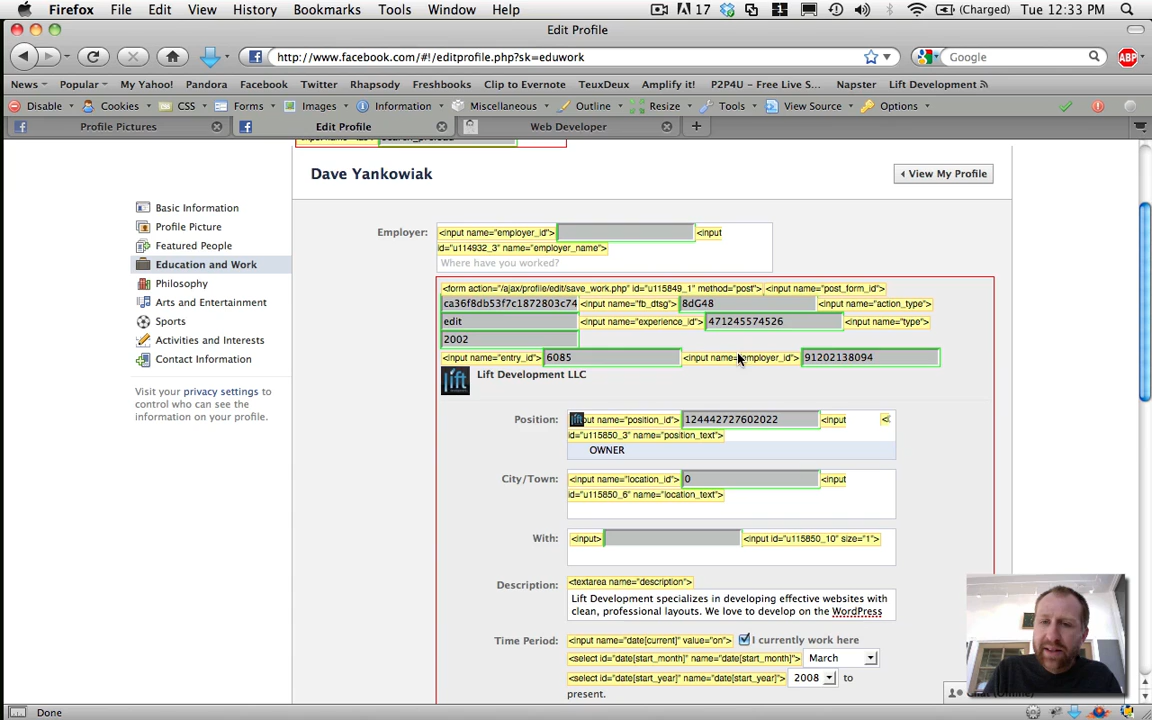 Firefox File Edit View History Bookmarks Tools Window Help 17 1 (Charged) Tue 12:33 PM
Edit Profile
http://www.facebook.com/#!/editprofile.php?sk=eduwork Google ABP
News Popular My Yahoo! Pandora Facebook Twitter Rhapsody Freshbooks Clip to Evernote TeuxDeux Amplify it! P2P4U - Free Live S... Napster Lift Development
Disable Cookies CSS Forms Images Information Miscellaneous Outline Resize Tools View Source Options
Profile Pictures Edit Profile Web Developer
Dave Yankowiak
View My Profile
Basic Information
Profile Picture
Featured People
Education and Work
Philosophy
Arts and Entertainment
Sports
Activities and Interests
Contact Information
Visit your privacy settings to
control who can see the
information on your profile.
Employer: <input name="employer_id"> <input
id="u114932_3" name="employer_name">
Where have you worked?
<form action="/ajax/profile/edit/save_work.php" id="u115849_1" method="post"> <input name="post_form_id">
ca36f8db53f7c1872803c74 <input name="fb_dtsg"> 8dG48 <input name="action_type">
edit <input name="experience_id"> 471245574526 <input name="type">
2002
<input name="entry_id"> 6085 <input name="employer_id"> 91202138094
lift Lift Development LLC
Position: lift put name="position_id"> 124442727602022 <input
id="u115850_3" name="position_text">
OWNER
City/Town: <input name="location_id"> 0 <input
id="u115850_6" name="location_text">
With: <input> <input id="u115850_10" size="1">
Description: <textarea name="description">
Lift Development specializes in developing effective websites with
clean, professional layouts. We love to develop on the WordPress
Time Period: <input name="date[current]" value="on"> I currently work here
<select id="date[start_month]" name="date[start_month]"> March
<select id="date[start_year]" name="date[start_year]"> 2008 to
present.
Done